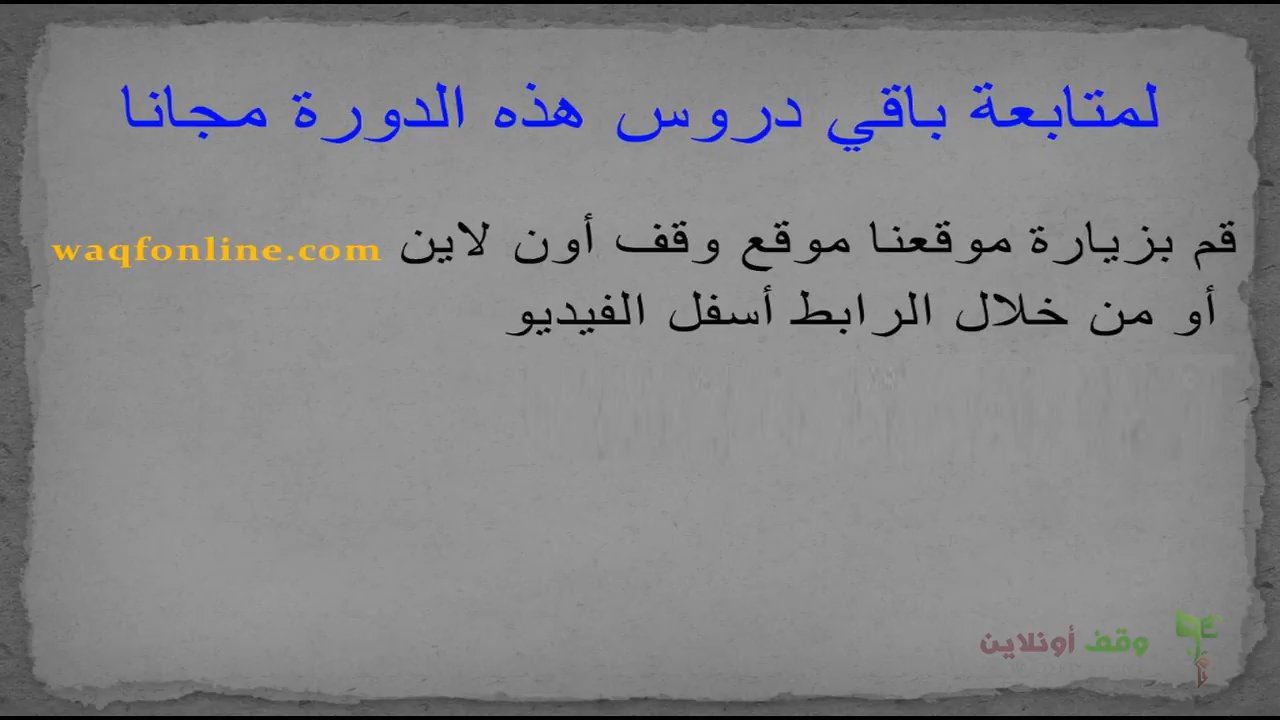 لمتابعة باقي دروس هذه الدورة مجانا
قم بزيارة موقعنا موقع وقف أون لاين waqfonline.com
أو من خلال الرابط أسفل الفيديو
وقف أونلاين